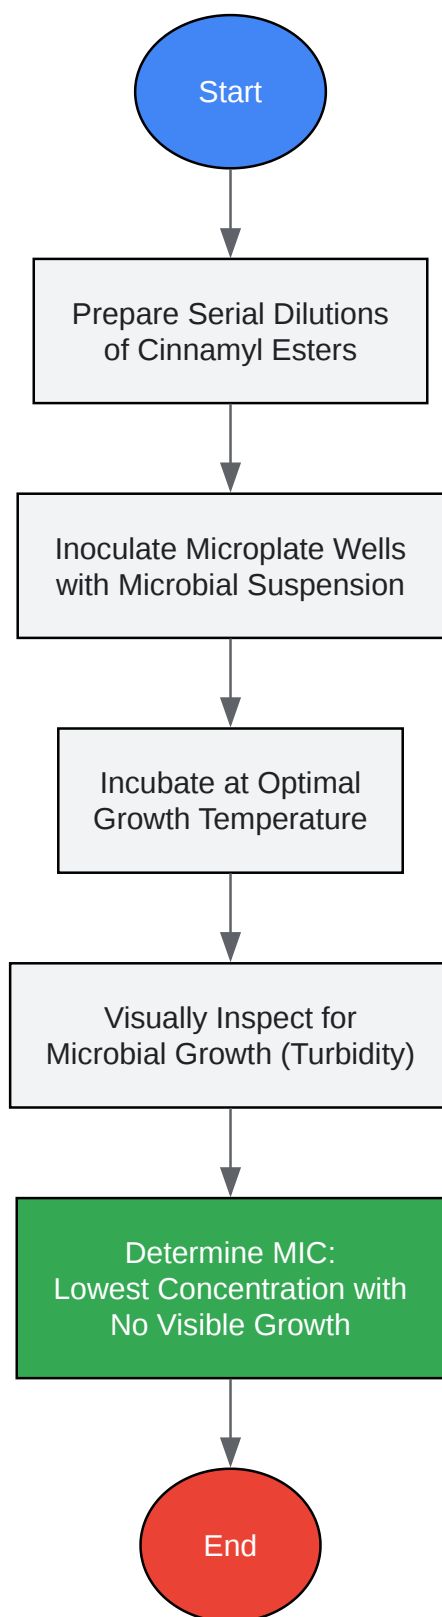 Start
Prepare Serial Dilutions
of Cinnamyl Esters
Inoculate Microplate Wells
with Microbial Suspension
Incubate at Optimal
Growth Temperature
Visually Inspect for
Microbial Growth (Turbidity)
Determine MIC:
Lowest Concentration with
No Visible Growth
End